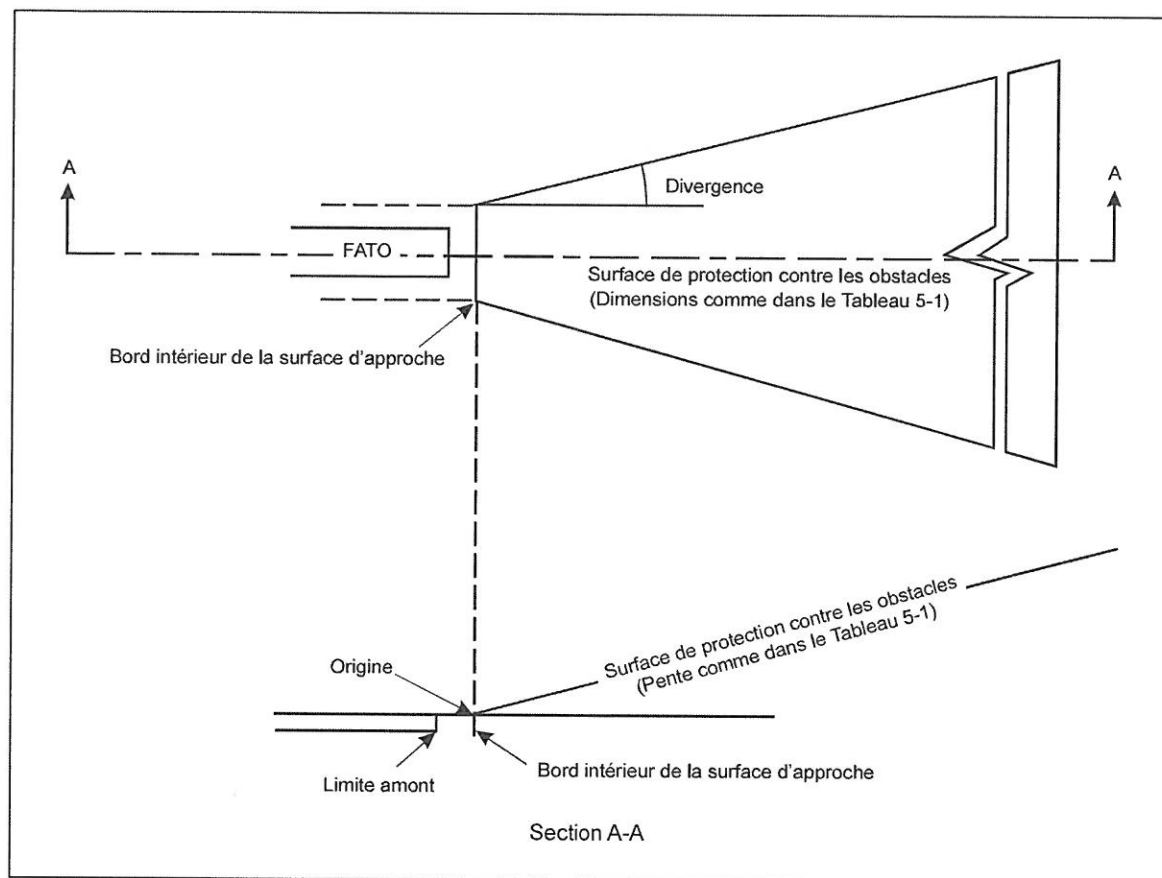 A
A
Divergence
FATO
Surface de protection contre les obstacles
(Dimensions comme dans le Tableau 5-1)
Bord intérieur de la surface d'approche
Surface de protection contre les obstacles
(Pente comme dans le Tableau 5-1)
Origine
Limite amont
Bord intérieur de la surface d'approche
Section A-A